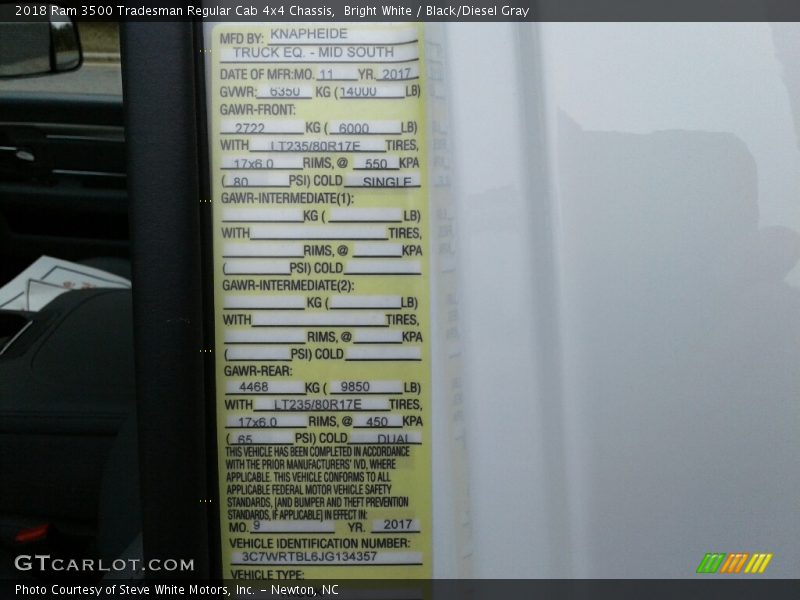 2018 Ram 3500 Tradesman Regular Cab 4x4 Chassis,  Bright White / Black/Diesel Gray
MFD BY: KNAPHEIDE
TRUCK EQ. - MID SOUTH
DATE OF MFR:MO. 11 YR. 2017
GVWR: 6350 KG ( 14000 LB)
GAWR-FRONT:
2722 KG ( 6000 LB)
WITH LT235/80R17E TIRES,
17x6.0 RIMS, @ 550 KPA
( 80 PSI) COLD SINGLE
GAWR-INTERMEDIATE(1):
KG ( LB)
WITH TIRES,
RIMS, @ KPA
( PSI) COLD
GAWR-INTERMEDIATE(2):
KG ( LB)
WITH TIRES,
RIMS, @ KPA
( PSI) COLD
GAWR-REAR:
4468 KG ( 9850 LB)
WITH LT235/80R17E TIRES,
17x6.0 RIMS, @ 450 KPA
( 65 PSI) COLD DUAL
THIS VEHICLE HAS BEEN COMPLETED IN ACCORDANCE
WITH THE PRIOR MANUFACTURERS' IVD, WHERE
APPLICABLE. THIS VEHICLE CONFORMS TO ALL
APPLICABLE FEDERAL MOTOR VEHICLE SAFETY
STANDARDS, [AND BUMPER AND THEFT PREVENTION
STANDARDS, IF APPLICABLE] IN EFFECT IN:
MO. 9 YR. 2017
VEHICLE IDENTIFICATION NUMBER:
3C7WRTBL6JG134357
VEHICLE TYPE:
GTcarlot.com
Photo Courtesy of Steve White Motors, Inc. - Newton, NC